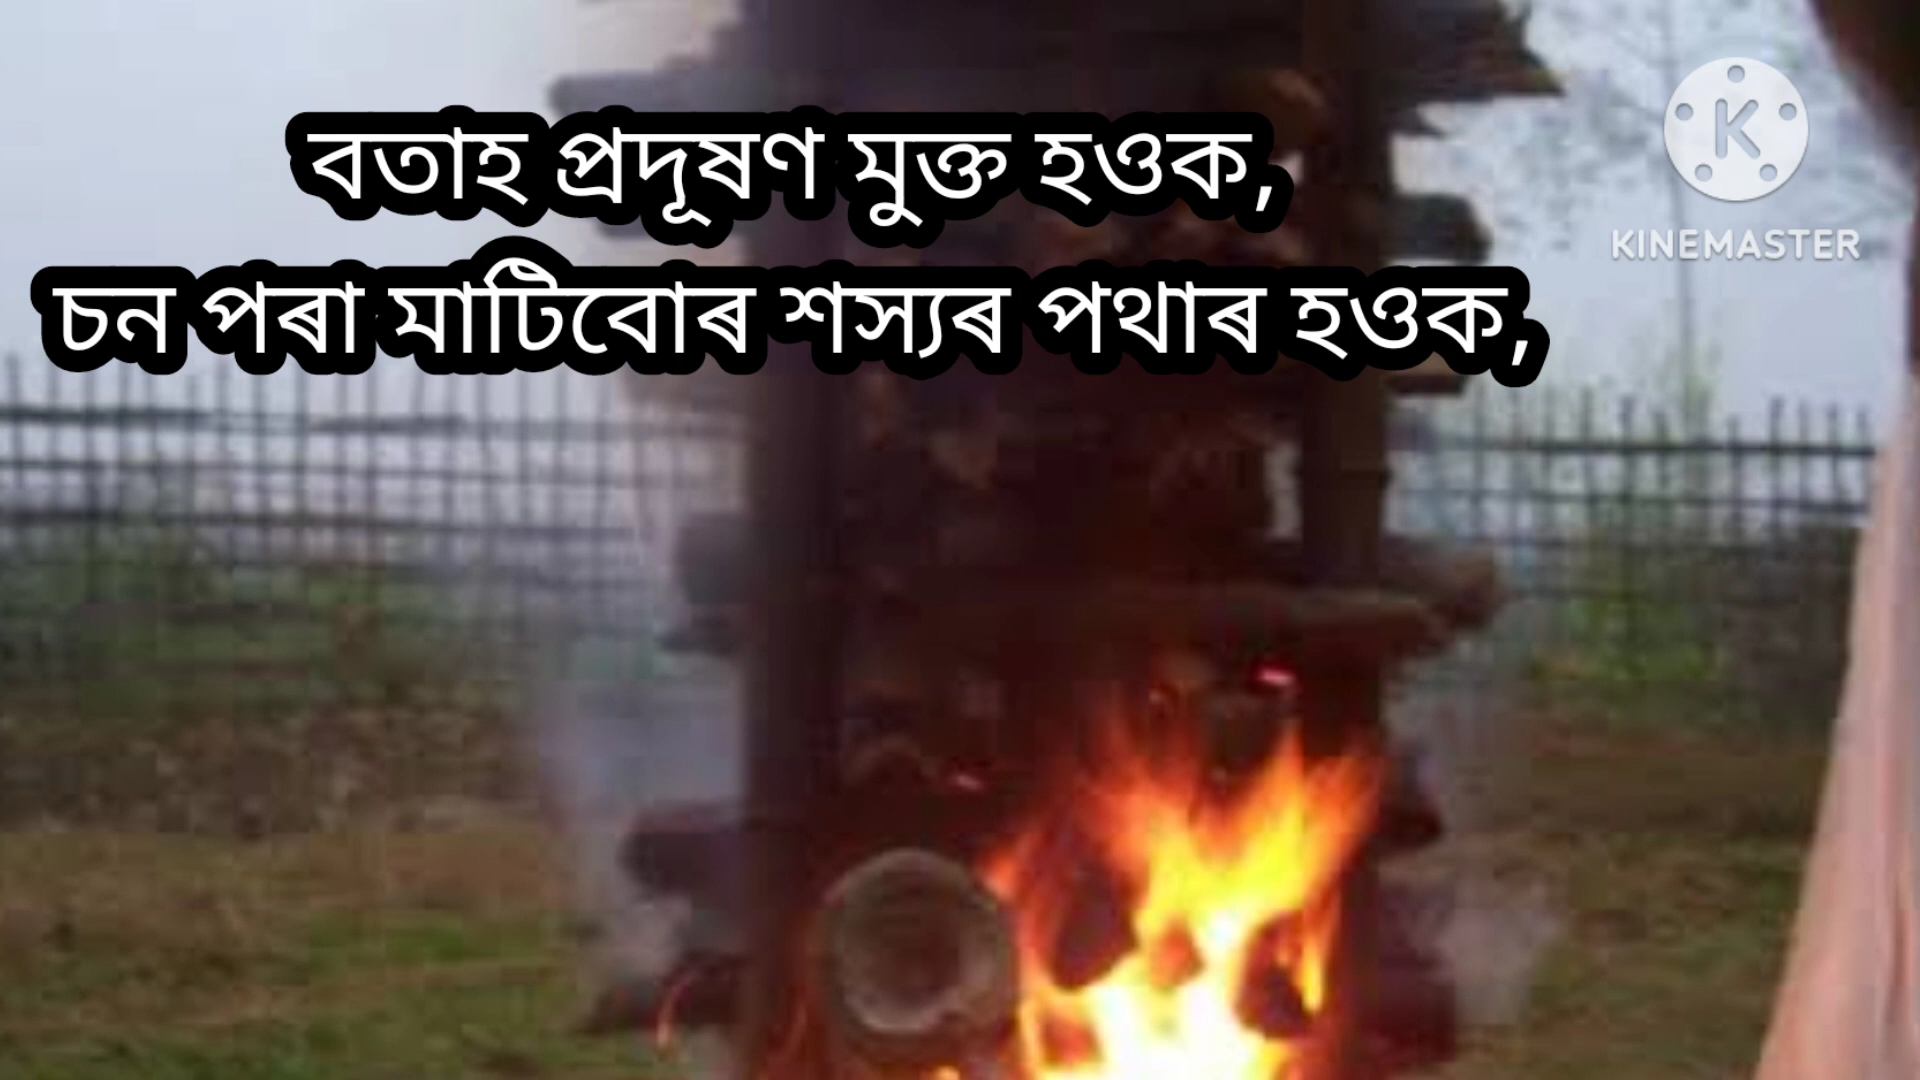 বতাহ প্ৰদূষণ মুক্ত হওক,
চন পৰা মাটিবোৰ শস্যৰ পথাৰ হওক,
KINEMASTER